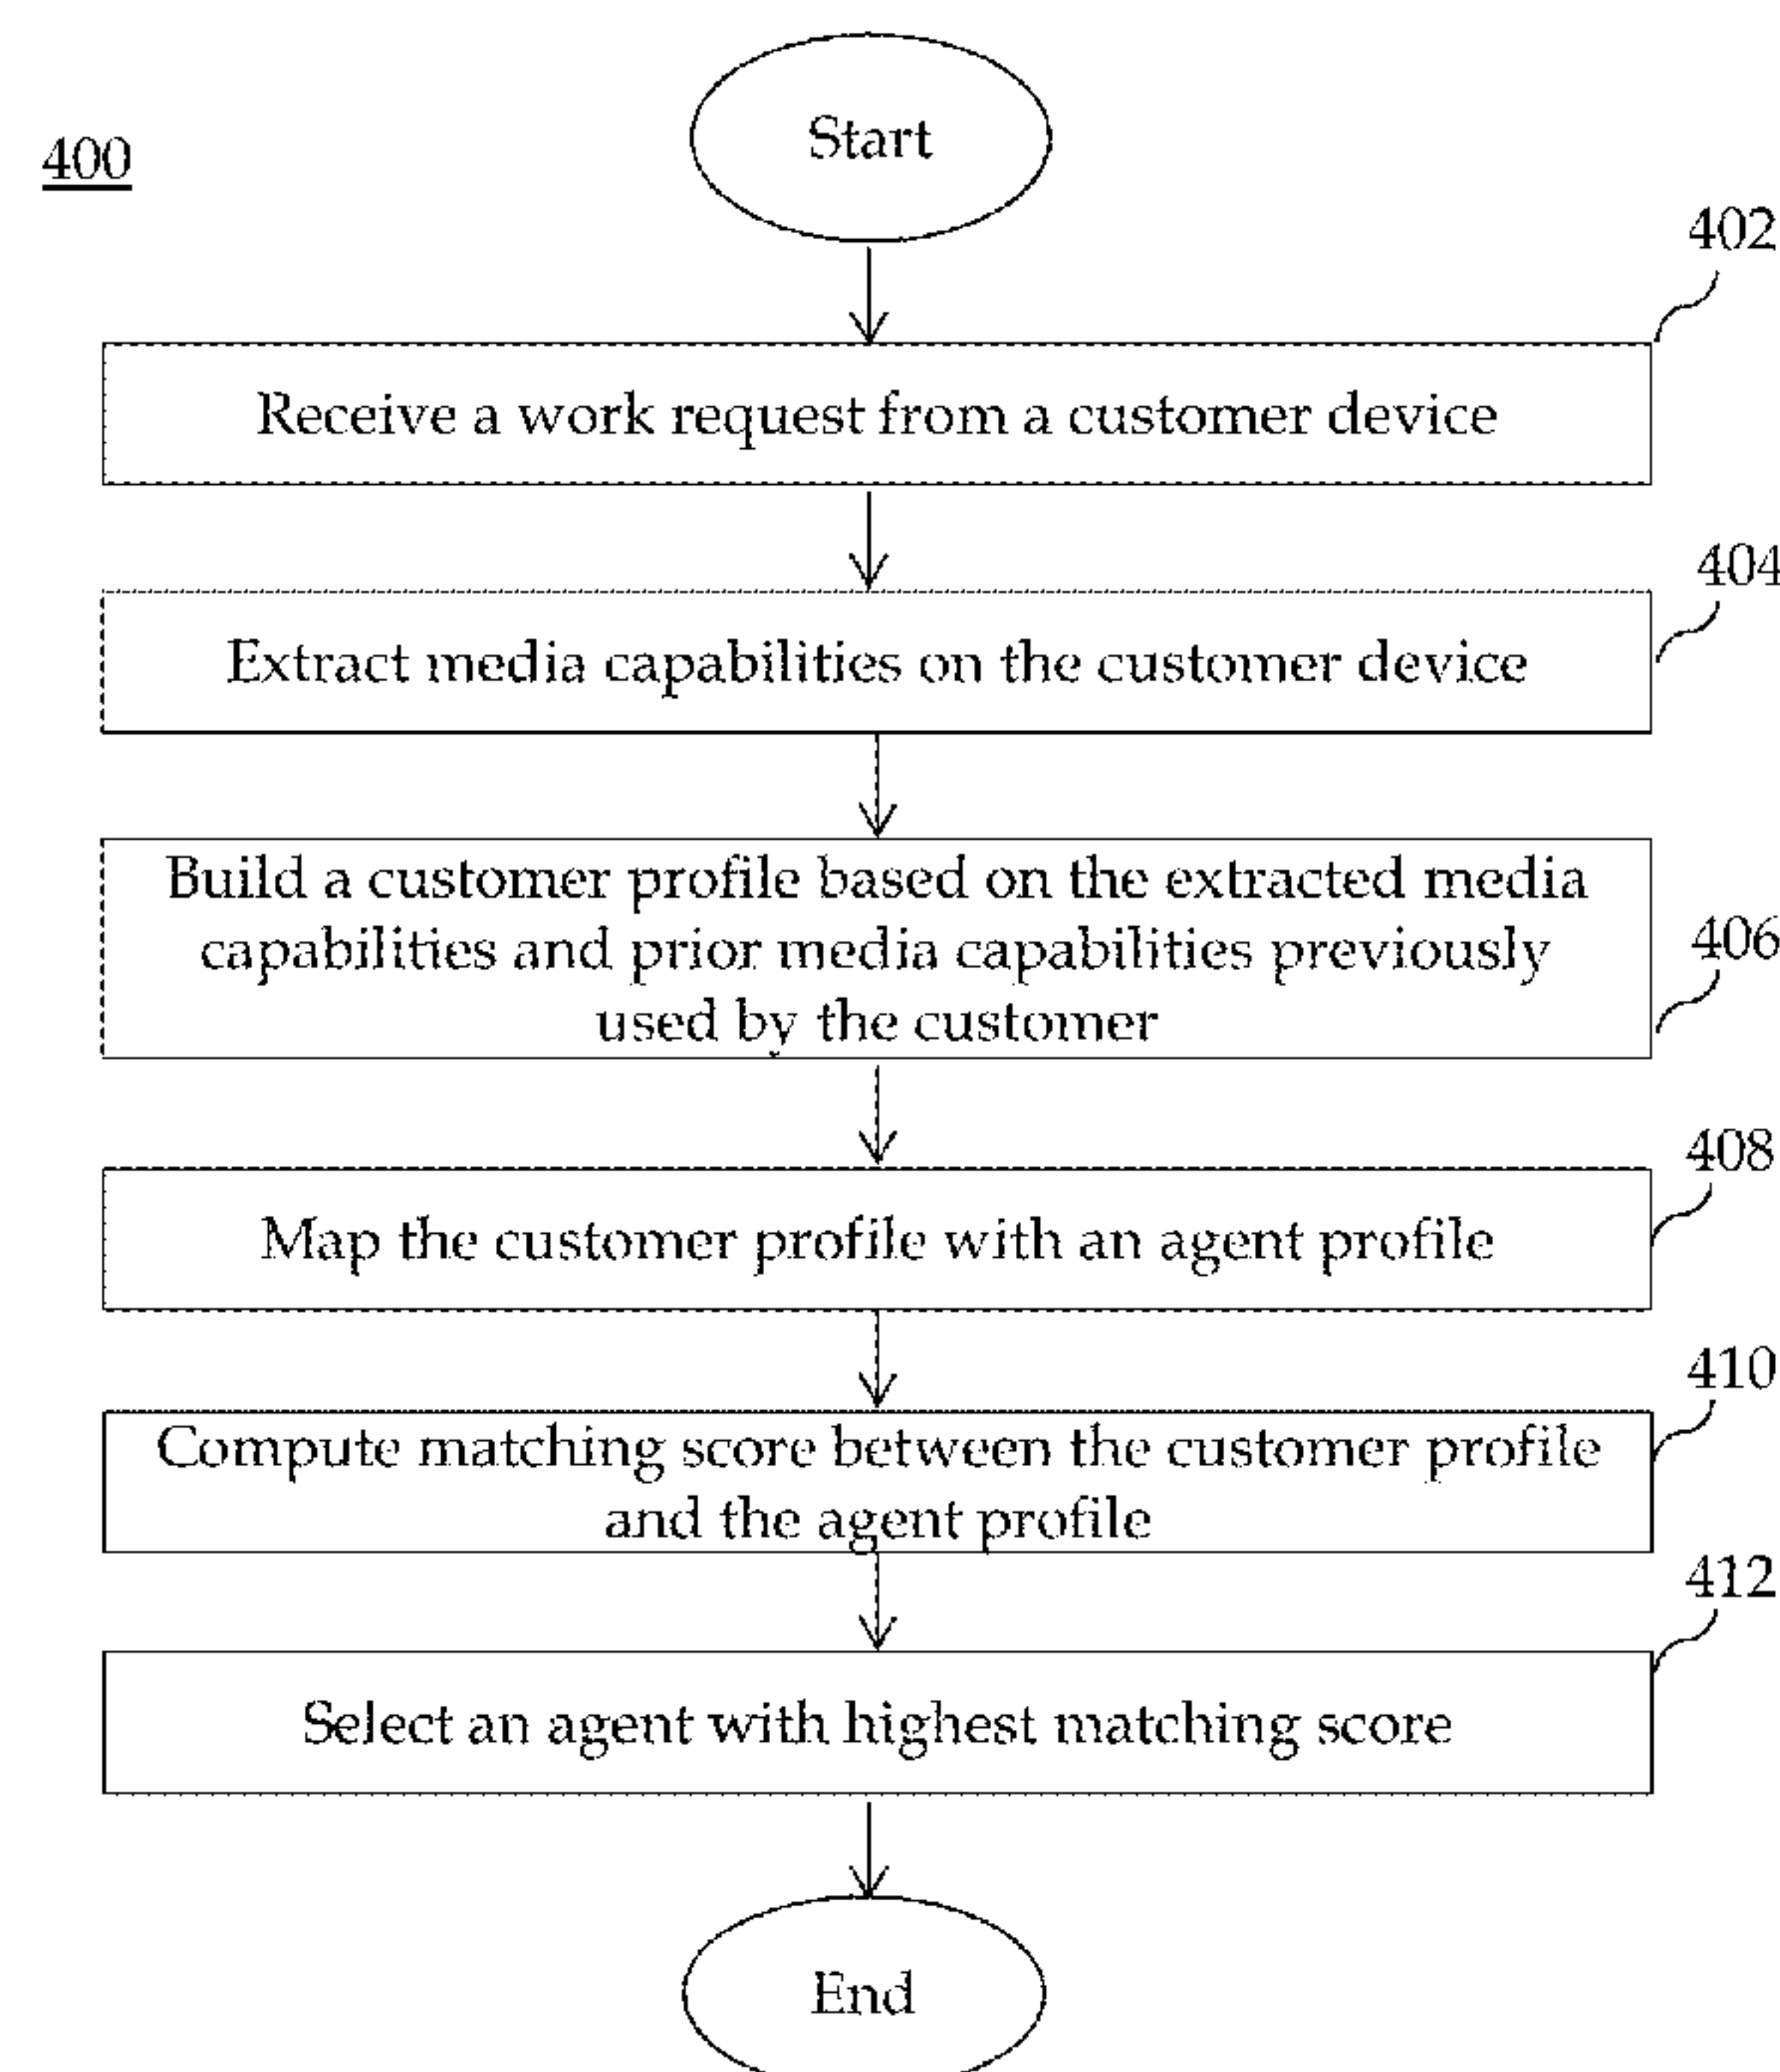 Start
400
402
Receive a work request from a customer device
404
Extract media capabilities on the customer device
Build a customer profile based on the extracted media
capabilities and prior media capabilities previously
used by the customer
406
408
Map the customer profile with an agent profile
410
Compute matching score between the customer profile
and the agent profile
412
Select an agent with highest matching score
End